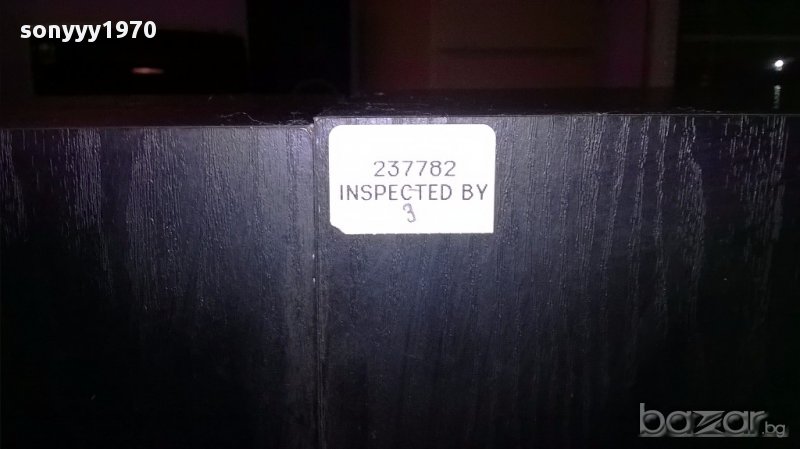 sonyyy1970
237782
INSPECTED BY
3
bazar.bg